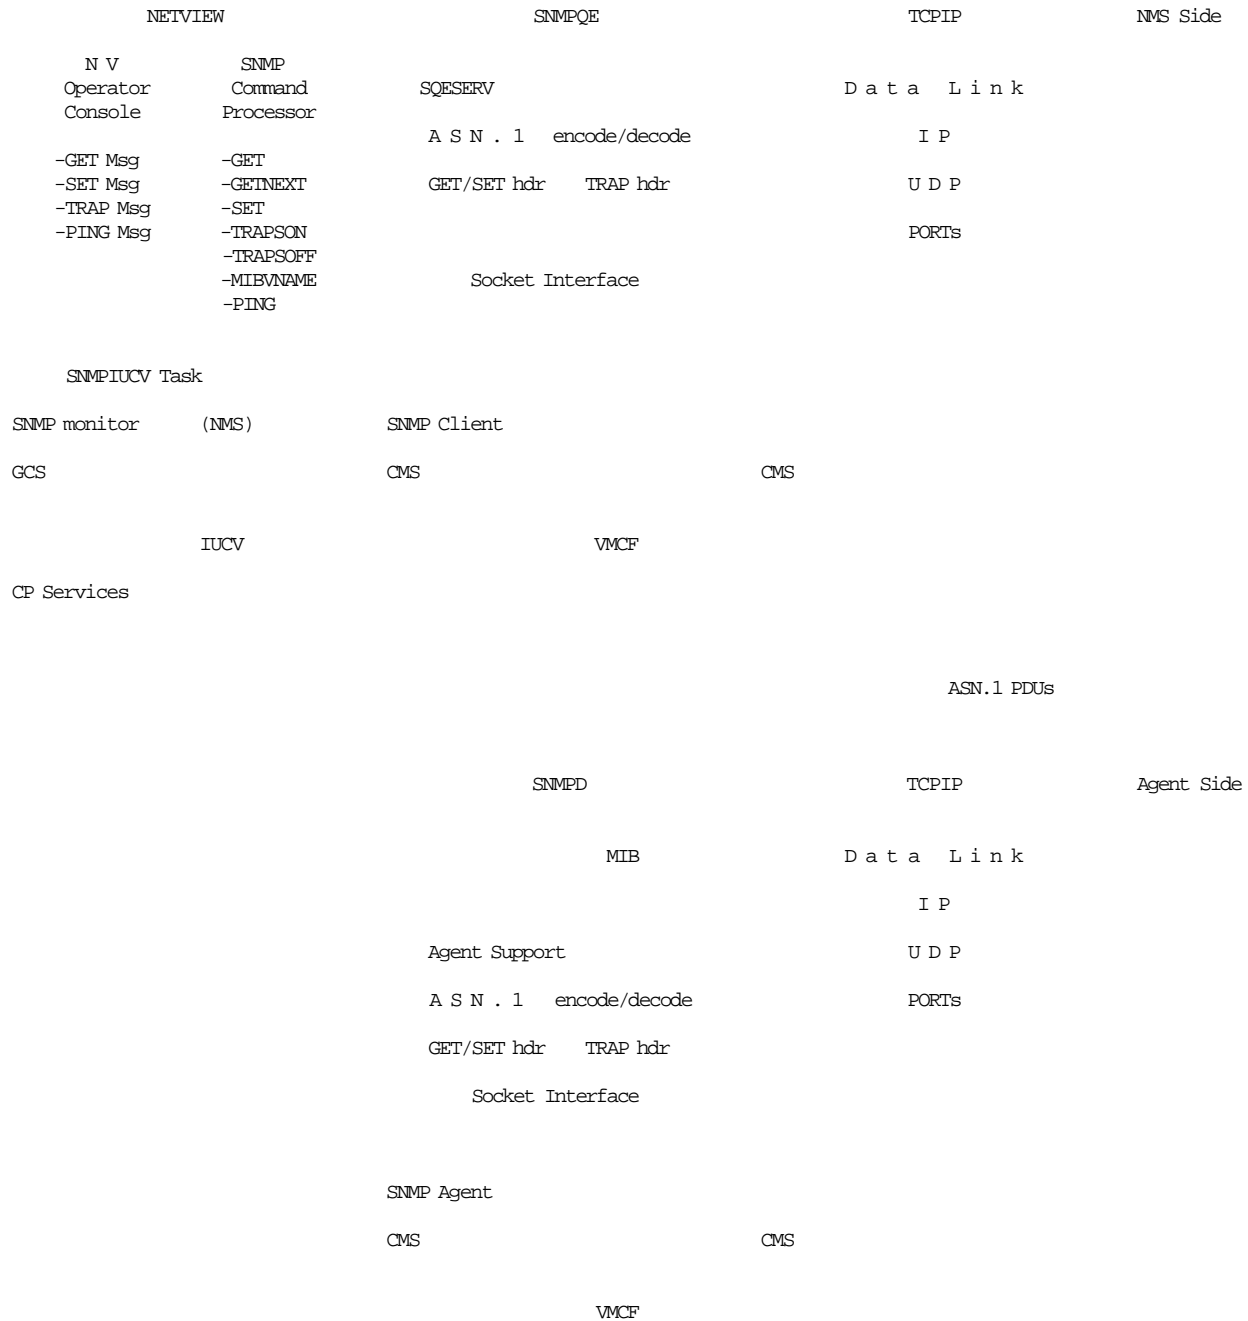 NETVIEW SNMPQE TCPIP NMS Side
N V SNMP
Operator Command SQESERV D a t a L i n k
Console Processor
A S N . 1 encode/decode I P
-GET Msg -GET
-SET Msg -GETNEXT GET/SET hdr TRAP hdr U D P
-TRAP Msg -SET
-PING Msg -TRAPSON PORTs
-TRAPSOFF
-MIBVNAME Socket Interface
-PING
SNMPIUCV Task
SNMP monitor (NMS) SNMP Client
GCS CMS CMS
IUCV VMCF
CP Services
ASN.1 PDUs
SNMPD TCPIP Agent Side
MIB D a t a L i n k
I P
Agent Support U D P
A S N . 1 encode/decode PORTs
GET/SET hdr TRAP hdr
Socket Interface
SNMP Agent
CMS CMS
VMCF